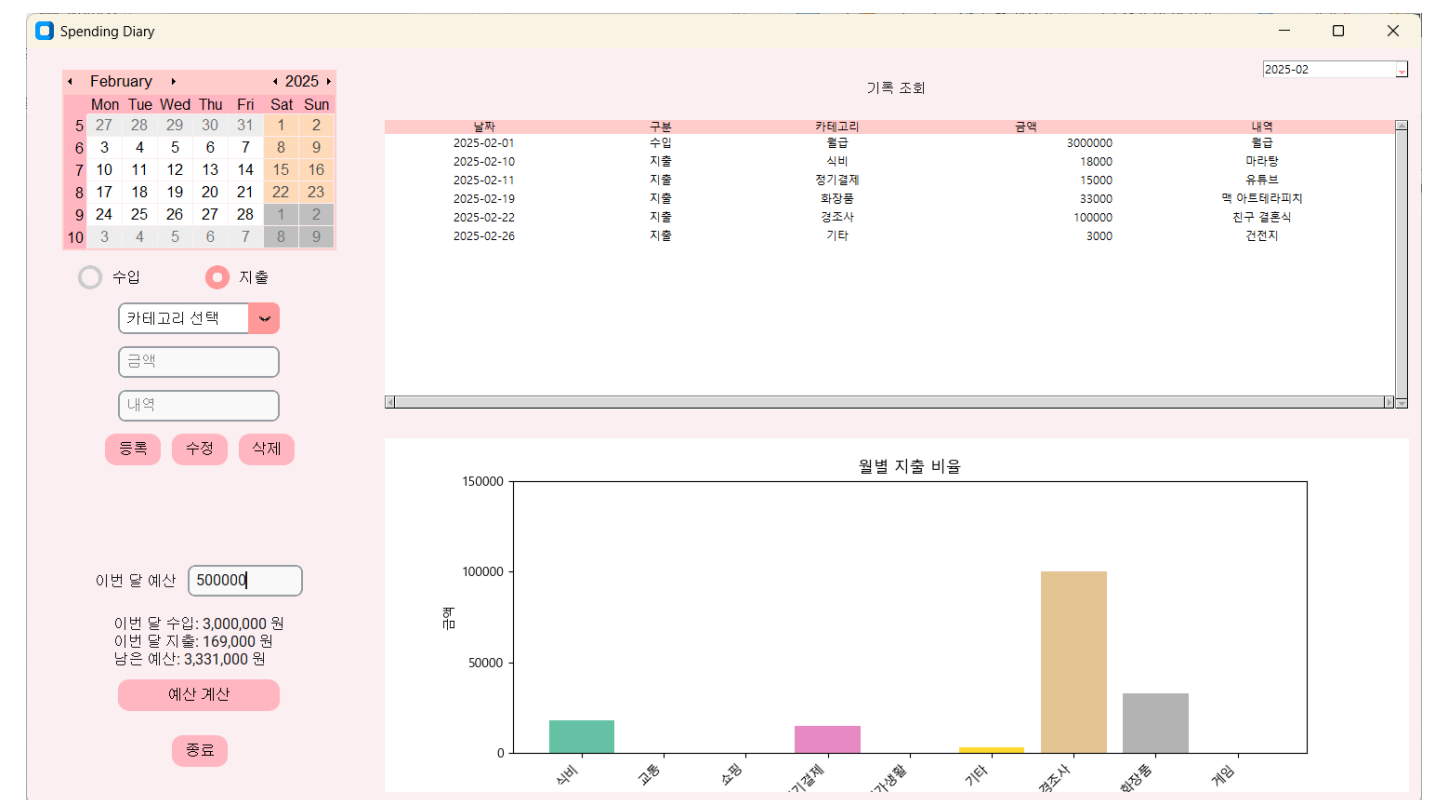 Spending Diary
February 2025
Mon Tue Wed Thu Fri Sat Sun
5 27 28 29 30 31 1 2
6 3 4 5 6 7 8 9
7 10 11 12 13 14 15 16
8 17 18 19 20 21 22 23
9 24 25 26 27 28 1 2
10 3 4 5 6 7 8 9
수입 지출
카테고리 선택
금액
내역
등록 수정 삭제
이번 달 예산 500000
이번 달 수입: 3,000,000 원
이번 달 지출: 169,000 원
남은 예산: 3,331,000 원
예산 계산
종료
2025-02
기록 조회
날짜 구분 카테고리 금액 내역
2025-02-01 수입 월급 3000000 월급
2025-02-10 지출 식비 18000 마라탕
2025-02-11 지출 정기결제 15000 유튜브
2025-02-19 지출 화장품 33000 맥 아트테라피치
2025-02-22 지출 경조사 100000 친구 결혼식
2025-02-26 지출 기타 3000 건전지
월별 지출 비율
150000
100000
50000
0
금액
식비 교통 쇼핑 기결제 가생활 기타 경조사 화장품 게임